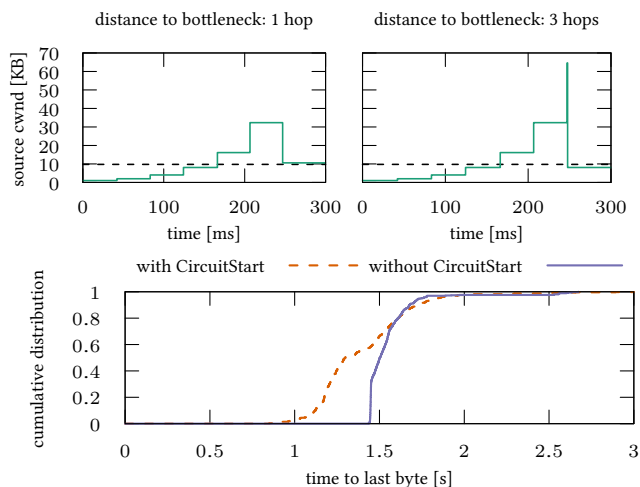 distance to bottleneck: 1 hop
distance to bottleneck: 3 hops
source cwnd [KB]
70
60
50
40
30
20
10
0
0 100 200 300
0 100 200 300
time [ms]
time [ms]
with CircuitStart
without CircuitStart
cumulative distribution
1
0.8
0.6
0.4
0.2
0
0 0.5 1 1.5 2 2.5 3
time to last byte [s]